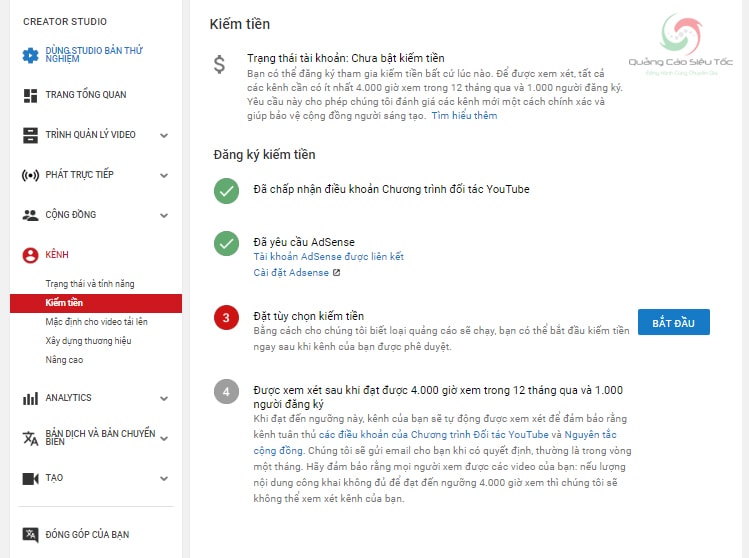 CREATOR STUDIO
DÙNG STUDIO BẢN THỬ
NGHIỆM
TRANG TỔNG QUAN
TRÌNH QUẢN LÝ VIDEO
PHÁT TRỰC TIẾP
CỘNG ĐỒNG
KÊNH
Trạng thái và tính năng
Kiếm tiền
Mặc định cho video tải lên
Xây dựng thương hiệu
Nâng cao
ANALYTICS
BẢN DỊCH VÀ BẢN CHUYỂN
BIÊN
TẠO
ĐÓNG GÓP CỦA BẠN
Kiếm tiền
Quảng Cáo Siêu Tốc
$
Trạng thái tài khoản: Chưa bật kiếm tiền
Bạn có thể đăng ký tham gia kiếm tiền bất cứ lúc nào. Để được xem xét, tất cả
các kênh cần có ít nhất 4.000 giờ xem trong 12 tháng qua và 1.000 người đăng ký.
Yêu cầu này cho phép chúng tôi đánh giá các kênh mới một cách chính xác và
giúp bảo vệ cộng đồng người sáng tạo. Tìm hiểu thêm
Đăng ký kiếm tiền
Đã chấp nhận điều khoản Chương trình đối tác YouTube
Đã yêu cầu AdSense
Tài khoản AdSense được liên kết
Cài đặt Adsense
3
Đặt tùy chọn kiếm tiền
Bằng cách cho chúng tôi biết loại quảng cáo sẽ chạy, bạn có thể bắt đầu kiếm tiền
ngay sau khi kênh của bạn được phê duyệt.
BẮT ĐẦU
4
Được xem xét sau khi đạt được 4.000 giờ xem trong 12 tháng qua và 1.000
người đăng ký
Khi đạt đến ngưỡng này, kênh của bạn sẽ tự động được xem xét để đảm bảo rằng
kênh tuân thủ các điều khoản của Chương trình Đối tác YouTube và Nguyên tắc
cộng đồng. Chúng tôi sẽ gửi email cho bạn khi có quyết định, thường là trong vòng
một tháng. Hãy đảm bảo rằng mọi người xem được các video của bạn: nếu lượng
nội dung công khai không đủ để đạt đến ngưỡng 4.000 giờ xem thì chúng tôi sẽ
không thể xem xét kênh của bạn.